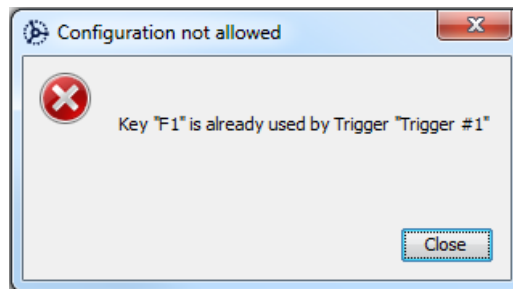 Configuration not allowed
Key "F1" is already used by Trigger "Trigger #1"
Close